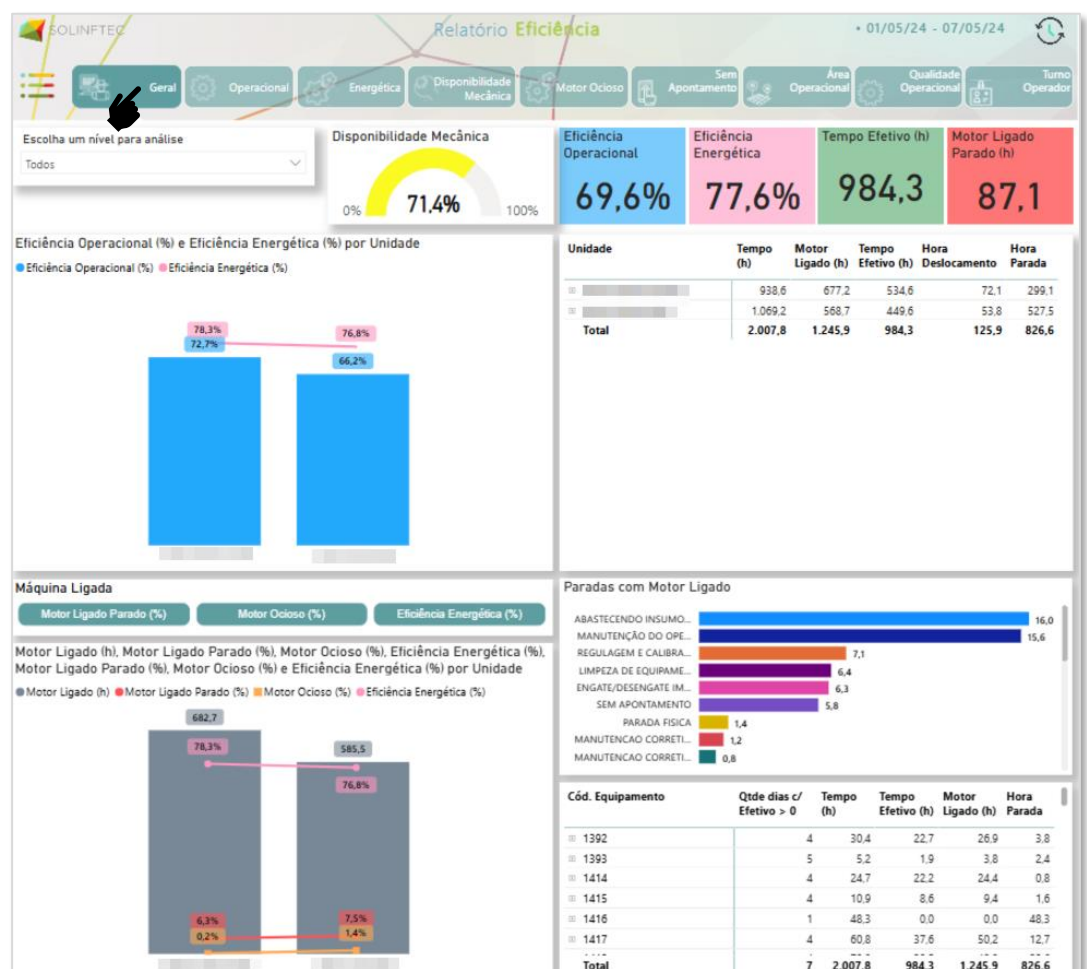 SOLINFTEC
Relatório Eficiência
• 01/05/24 - 07/05/24
Geral
Operacional
Energética
Disponibilidade
Mecânica
Motor Ocioso
Sem
Apontamento
Área
Operacional
Qualidade
Operacional
Turno
Operador
Escolha um nível para análise
Todos
Disponibilidade Mecânica
0%
71,4%
100%
Eficiência
Operacional
69,6%
Eficiência
Energética
77,6%
Tempo Efetivo (h)
984,3
Motor Ligado
Parado (h)
87,1
Eficiência Operacional (%) e Eficiência Energética (%) por Unidade
Eficiência Operacional (%) Eficiência Energética (%)
78,3%
72,7%
76,8%
66,2%
Unidade Tempo (h) Motor Ligado (h) Tempo Efetivo (h) Hora Deslocamento Hora Parada
938,6 677,2 534,6 72,1 299,1
1.069,2 568,7 449,6 53,8 527,5
Total 2.007,8 1.245,9 984,3 125,9 826,6
Máquina Ligada
Motor Ligado Parado (%) Motor Ocioso (%) Eficiência Energética (%)
Motor Ligado (h), Motor Ligado Parado (%), Motor Ocioso (%), Eficiência Energética (%),
Motor Ligado Parado (%), Motor Ocioso (%) e Eficiência Energética (%) por Unidade
Motor Ligado (h) Motor Ligado Parado (%) Motor Ocioso (%) Eficiência Energética (%)
682,7
78,3%
585,5
76,8%
6,3%
0,2%
7,5%
1,4%
Paradas com Motor Ligado
ABASTECENDO INSUMO... 16,0
MANUTENÇÃO DO OPE... 15,6
REGULAGEM E CALIBRA... 7,1
LIMPEZA DE EQUIPAME... 6,4
ENGATE/DESENGATE IM... 6,3
SEM APONTAMENTO 5,8
PARADA FISICA 1,4
MANUTENCAO CORRETI... 1,2
MANUTENCAO CORRETI... 0,8
Cód. Equipamento Qtde dias c/ Efetivo > 0 Tempo (h) Tempo Efetivo (h) Motor Ligado (h) Hora Parada
1392 4 30,4 22,7 26,9 3,8
1393 5 5,2 1,9 3,8 2,4
1414 4 24,7 22,2 24,4 0,8
1415 4 10,9 8,6 9,4 1,6
1416 1 48,3 0,0 0,0 48,3
1417 4 60,8 37,6 50,2 12,7
Total 7 2.007,8 984,3 1.245,9 826,6